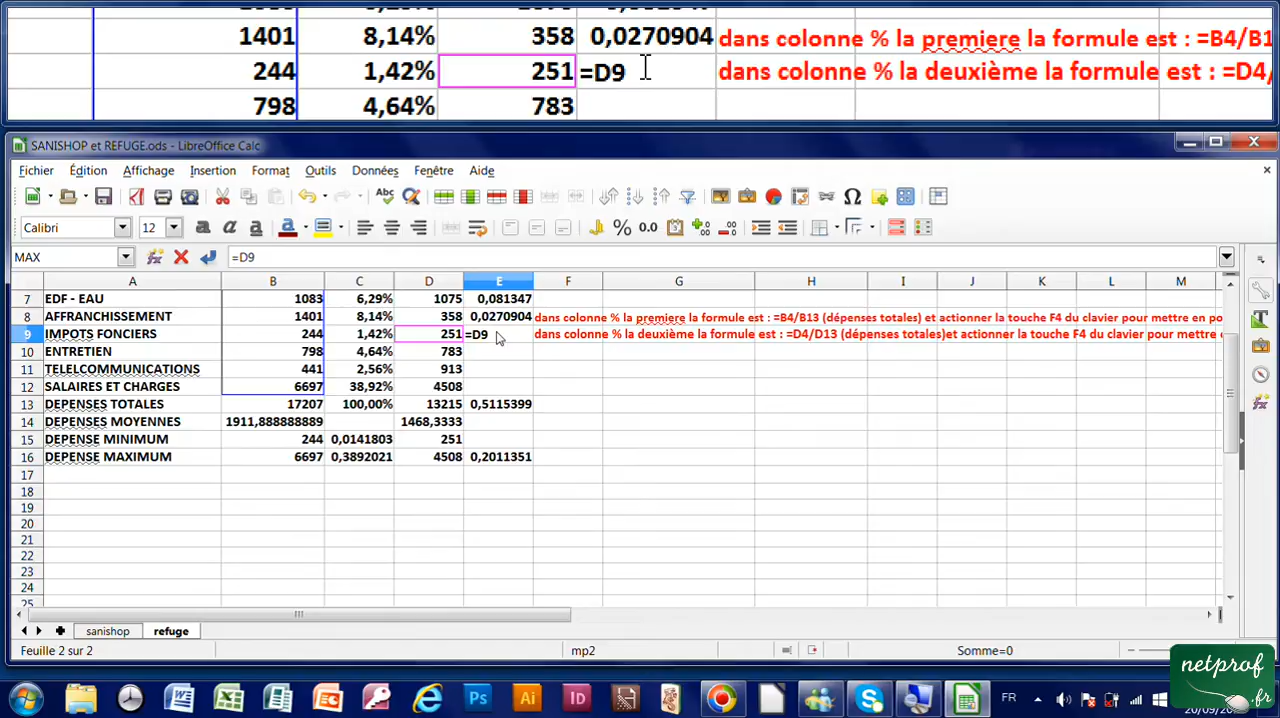 1401 8,14% 358 0,0270904 dans colonne % la premiere la formule est : =B4/B1
244 1,42% 251 =D9 dans colonne % la deuxième la formule est : =D4/
798 4,64% 783
SANISHOP et REFUGE.ods - LibreOffice Calc
Fichier Édition Affichage Insertion Format Outils Données Fenêtre Aide
Calibri 12
MAX =D9
A B C D E F G H I J K L M
7 EDF - EAU 1083 6,29% 1075 0,081347
8 AFFRANCHISSEMENT 1401 8,14% 358 0,0270904 dans colonne % la premiere la formule est : =B4/B13 (dépenses totales) et actionner la touche F4 du clavier pour mettre en po
9 IMPOTS FONCIERS 244 1,42% 251 =D9 dans colonne % la deuxième la formule est : =D4/D13 (dépenses totales)et actionner la touche F4 du clavier pour mettre
10 ENTRETIEN 798 4,64% 783
11 TELELCOMMUNICATIONS 441 2,56% 913
12 SALAIRES ET CHARGES 6697 38,92% 4508
13 DEPENSES TOTALES 17207 100,00% 13215 0,5115399
14 DEPENSES MOYENNES 1911,888888889 1468,3333
15 DEPENSE MINIMUM 244 0,0141803 251
16 DEPENSE MAXIMUM 6697 0,3892021 4508 0,2011351
17
18
19
20
21
22
23
24
25
sanishop refuge
Feuille 2 sur 2 mp2 Somme=0
netprof.fr
FR